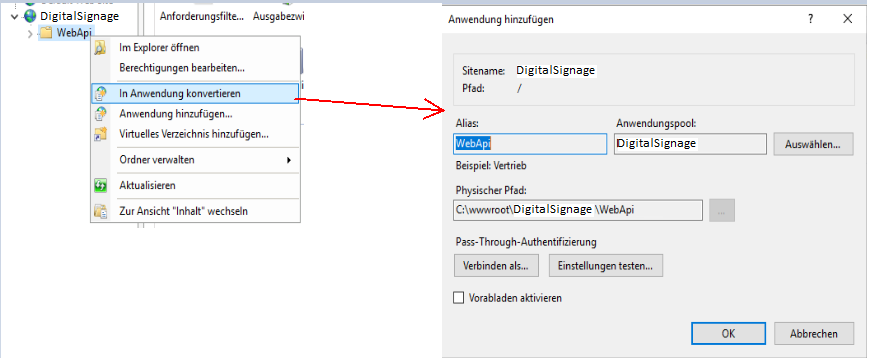 DigitalSignage
WebApi
Anforderungsfilte...
Ausgabezwi
Im Explorer öffnen
Berechtigungen bearbeiten...
In Anwendung konvertieren
Anwendung hinzufügen...
Virtuelles Verzeichnis hinzufügen...
Ordner verwalten
Aktualisieren
Zur Ansicht "Inhalt" wechseln
Anwendung hinzufügen
? ×
Sitename: DigitalSignage
Pfad: /
Alias: Anwendungspool:
WebApi DigitalSignage Auswählen...
Beispiel: Vertrieb
Physischer Pfad:
C:\wwwroot\DigitalSignage \WebApi ...
Pass-Through-Authentifizierung
Verbinden als... Einstellungen testen...
Vorabladen aktivieren
OK Abbrechen